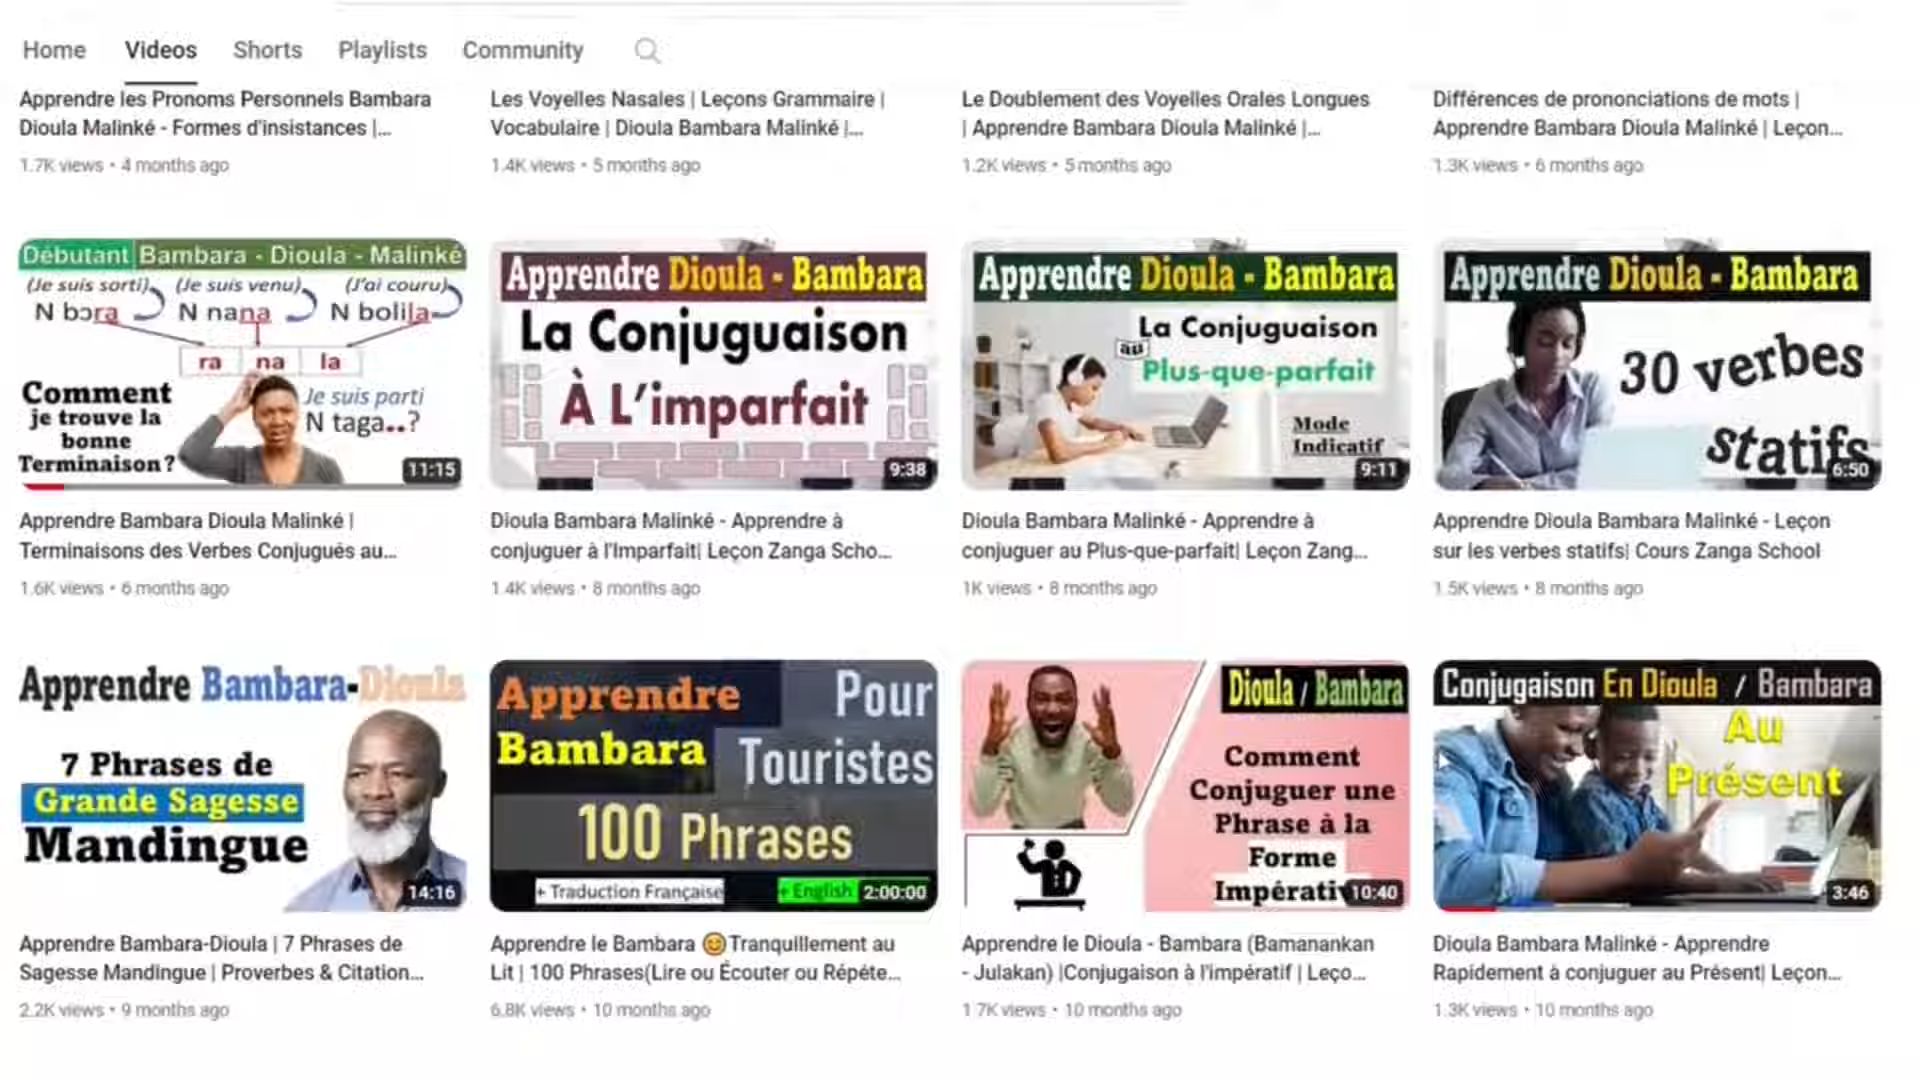 Home Videos Shorts Playlists Community
Apprendre les Pronoms Personnels Bambara
Dioula Malinké - Formes d'insistances |...
1.7K views • 4 months ago
Les Voyelles Nasales | Leçons Grammaire |
Vocabulaire | Dioula Bambara Malinké |...
1.4K views • 5 months ago
Le Doublement des Voyelles Orales Longues
| Apprendre Bambara Dioula Malinké |...
1.2K views • 5 months ago
Différences de prononciations de mots |
Apprendre Bambara Dioula Malinké | Leçon...
1.3K views • 6 months ago
Débutant Bambara - Dioula - Malinké
(Je suis sorti) (Je suis venu) (J'ai couru)
N bɔra N nana N bolila
ra na la
Comment
je trouve la
bonne
Terminaison?
Je suis parti
N taga..?
11:15
Apprendre Bambara Dioula Malinké |
Terminaisons des Verbes Conjugués au...
1.6K views • 6 months ago
Apprendre Dioula - Bambara
La Conjuguaison
À L'imparfait
9:38
Dioula Bambara Malinké - Apprendre à
conjuguer à l'Imparfait| Leçon Zanga Scho...
1.4K views • 8 months ago
Apprendre Dioula - Bambara
La Conjuguaison
au
Plus-que-parfait
Mode
Indicatif
9:11
Dioula Bambara Malinké - Apprendre à
conjuguer au Plus-que-parfait| Leçon Zang...
1K views • 8 months ago
Apprendre Dioula - Bambara
30 verbes
statifs
6:50
Apprendre Dioula Bambara Malinké - Leçon
sur les verbes statifs| Cours Zanga School
1.5K views • 8 months ago
Apprendre Bambara-Dioula
7 Phrases de
Grande Sagesse
Mandingue
14:16
Apprendre Bambara-Dioula | 7 Phrases de
Sagesse Mandingue | Proverbes & Citation...
2.2K views • 9 months ago
Apprendre
Bambara
Pour
Touristes
100 Phrases
+ Traduction Française
+ English
2:00:00
Apprendre le Bambara 😊Tranquillement au
Lit | 100 Phrases(Lire ou Écouter ou Répéte...
6.8K views • 10 months ago
Dioula / Bambara
Comment
Conjuguer une
Phrase à la
Forme
Impérati
10:40
Apprendre le Dioula - Bambara (Bamanankan
- Julakan) |Conjugaison à l'impératif | Leço...
1.7K views • 10 months ago
Conjugaison En Dioula / Bambara
Au
Présent
3:46
Dioula Bambara Malinké - Apprendre
Rapidement à conjuguer au Présent| Leçon...
1.3K views • 10 months ago